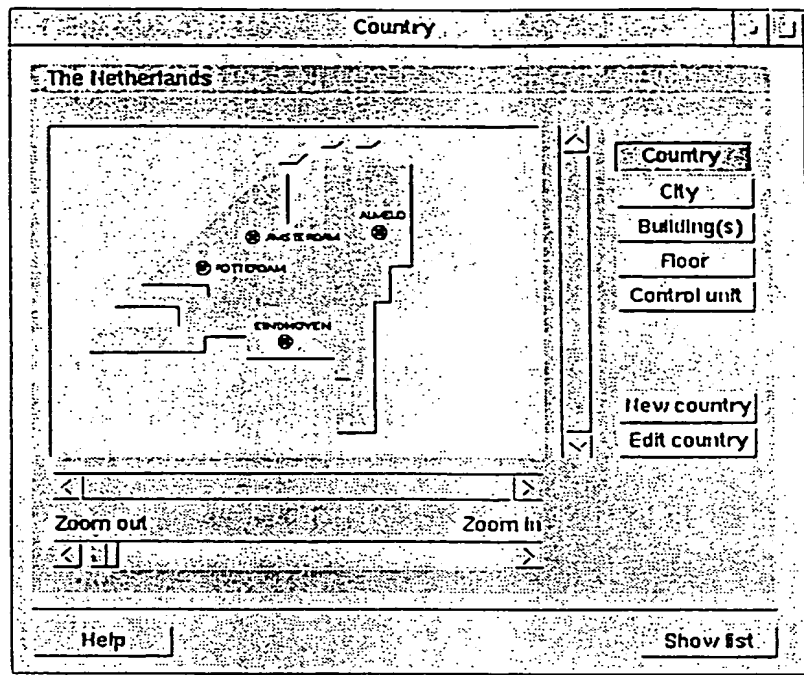 Country
The Netherlands
Country
City
Building(s)
Floor
Control unit
ALMELO
AMSTERDAM
ROTTERDAM
EINDHOVEN
New country
Edit country
Zoom out Zoom in
Help Show list